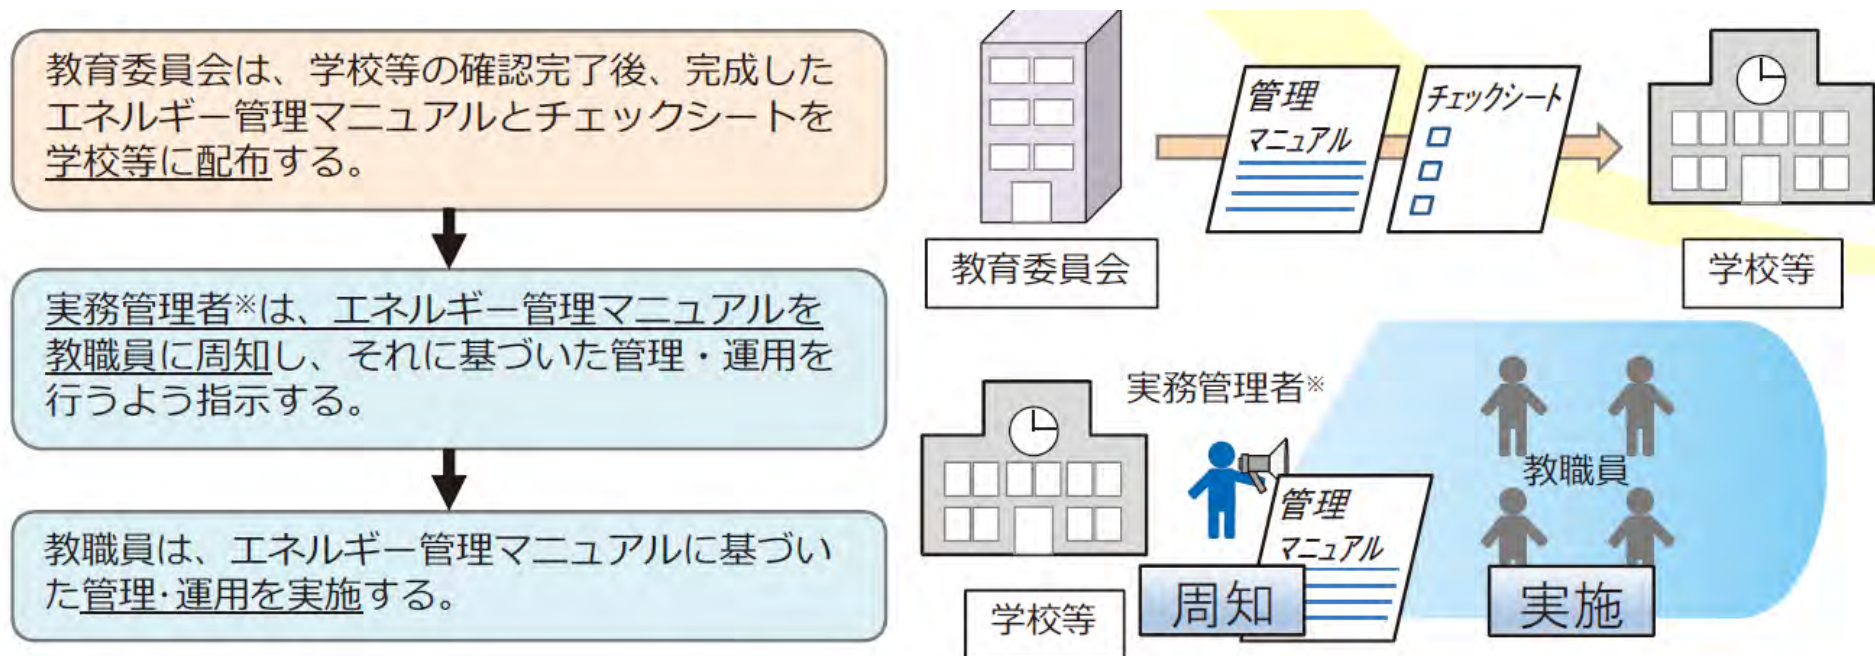 教育委員会は、学校等の確認完了後、完成した
エネルギー管理マニュアルとチェックシートを
学校等に配布する。
実務管理者※は、エネルギー管理マニュアルを
教職員に周知し、それに基づいた管理・運用を
行うよう指示する。
教職員は、エネルギー管理マニュアルに基づい
た管理･運用を実施する。
管理
マニュアル
チェックシート
教育委員会
学校等
実務管理者※
教職員
管理
マニュアル
周知
実施
学校等